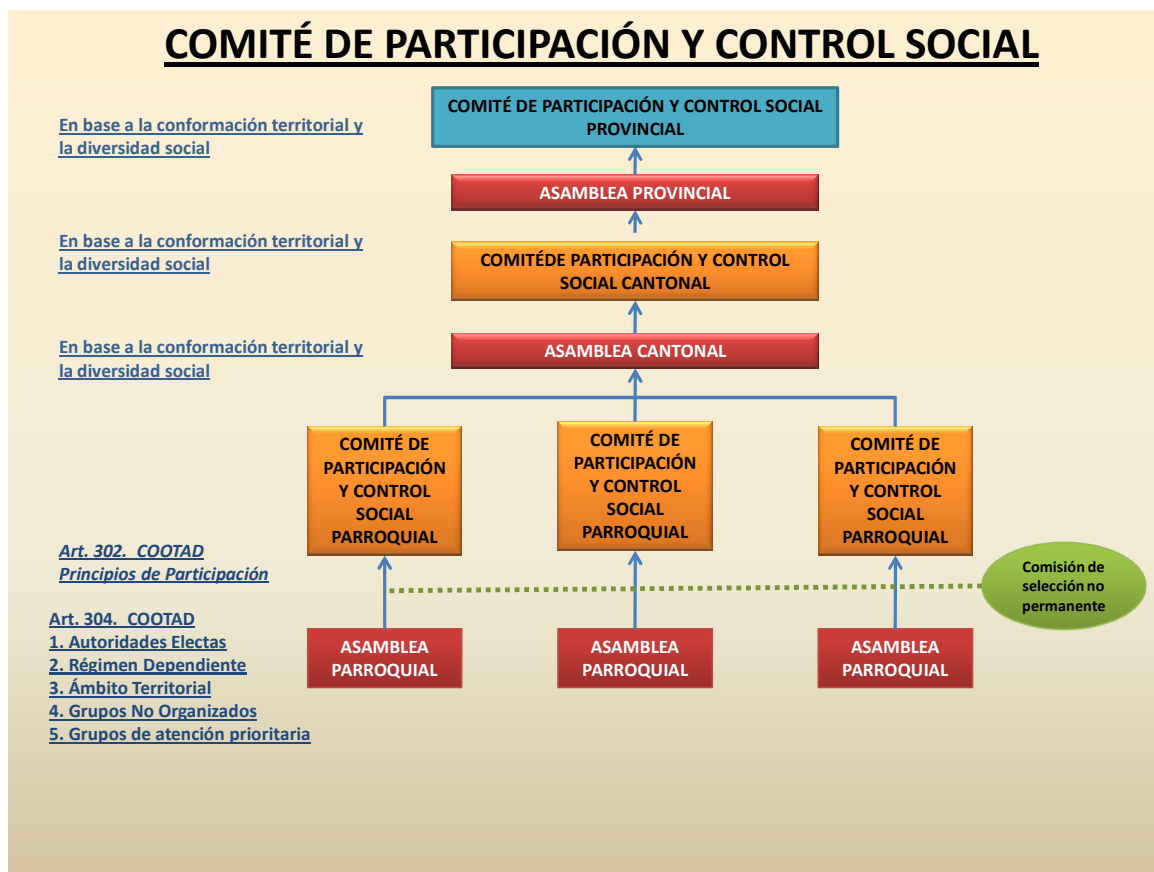 COMITÉ DE PARTICIPACIÓN Y CONTROL SOCIAL
En base a la conformación territorial y
la diversidad social
COMITÉ DE PARTICIPACIÓN Y CONTROL SOCIAL
PROVINCIAL
ASAMBLEA PROVINCIAL
En base a la conformación territorial y
la diversidad social
COMITÉDE PARTICIPACIÓN Y CONTROL
SOCIAL CANTONAL
En base a la conformación territorial y
la diversidad social
ASAMBLEA CANTONAL
COMITÉ DE
PARTICIPACIÓN
Y CONTROL
SOCIAL
PARROQUIAL
COMITÉ DE
PARTICIPACIÓN
Y CONTROL
SOCIAL
PARROQUIAL
COMITÉ DE
PARTICIPACIÓN
Y CONTROL
SOCIAL
PARROQUIAL
Art. 302. COOTAD
Principios de Participación
Comisión de
selección no
permanente
Art. 304. COOTAD
1. Autoridades Electas
2. Régimen Dependiente
3. Ámbito Territorial
4. Grupos No Organizados
5. Grupos de atención prioritaria
ASAMBLEA
PARROQUIAL
ASAMBLEA
PARROQUIAL
ASAMBLEA
PARROQUIAL